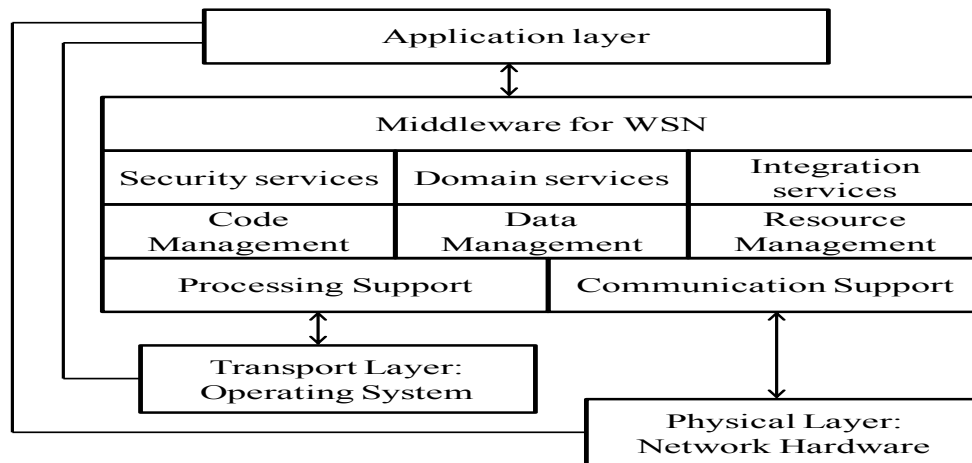 Application layer
Middleware for WSN
Security services
Domain services
Integration
services
Code
Management
Data
Management
Resource
Management
Processing Support
Communication Support
Transport Layer:
Operating System
Physical Layer:
Network Hardware